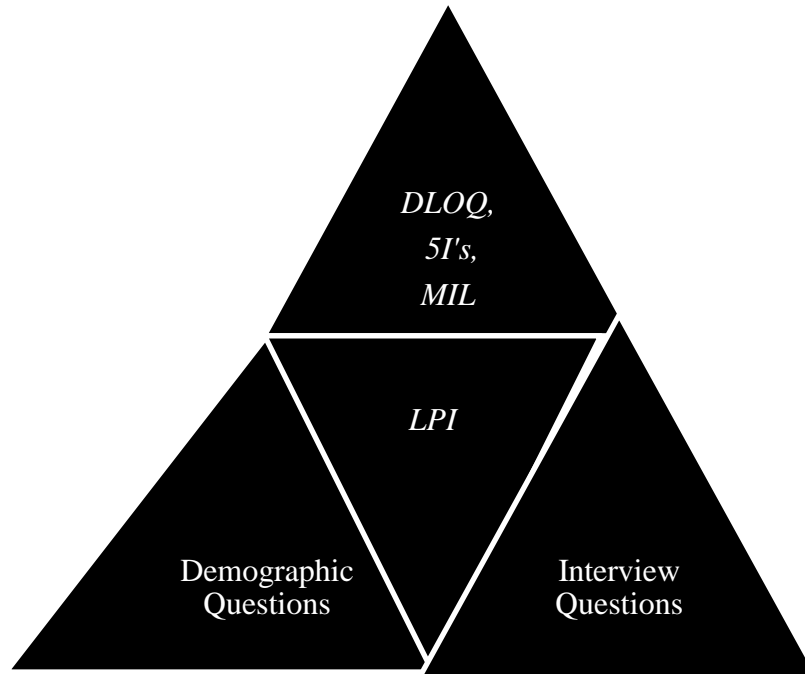 DLOQ,
5I's,
MIL
LPI
Demographic
Questions
Interview
Questions